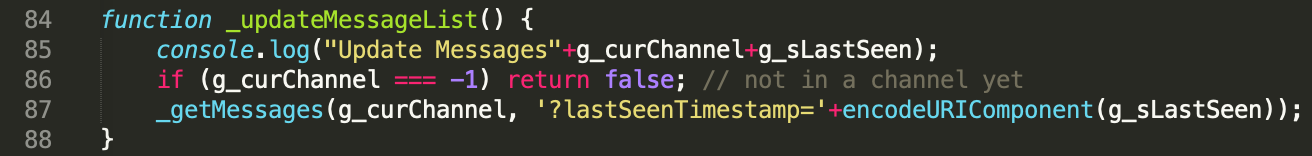 84 function _updateMessageList() {
85 console.log("Update Messages"+g_curChannel+g_sLastSeen);
86 if (g_curChannel === -1) return false; // not in a channel yet
87 _getMessages(g_curChannel, '?lastSeenTimestamp='+encodeURIComponent(g_sLastSeen));
88 }